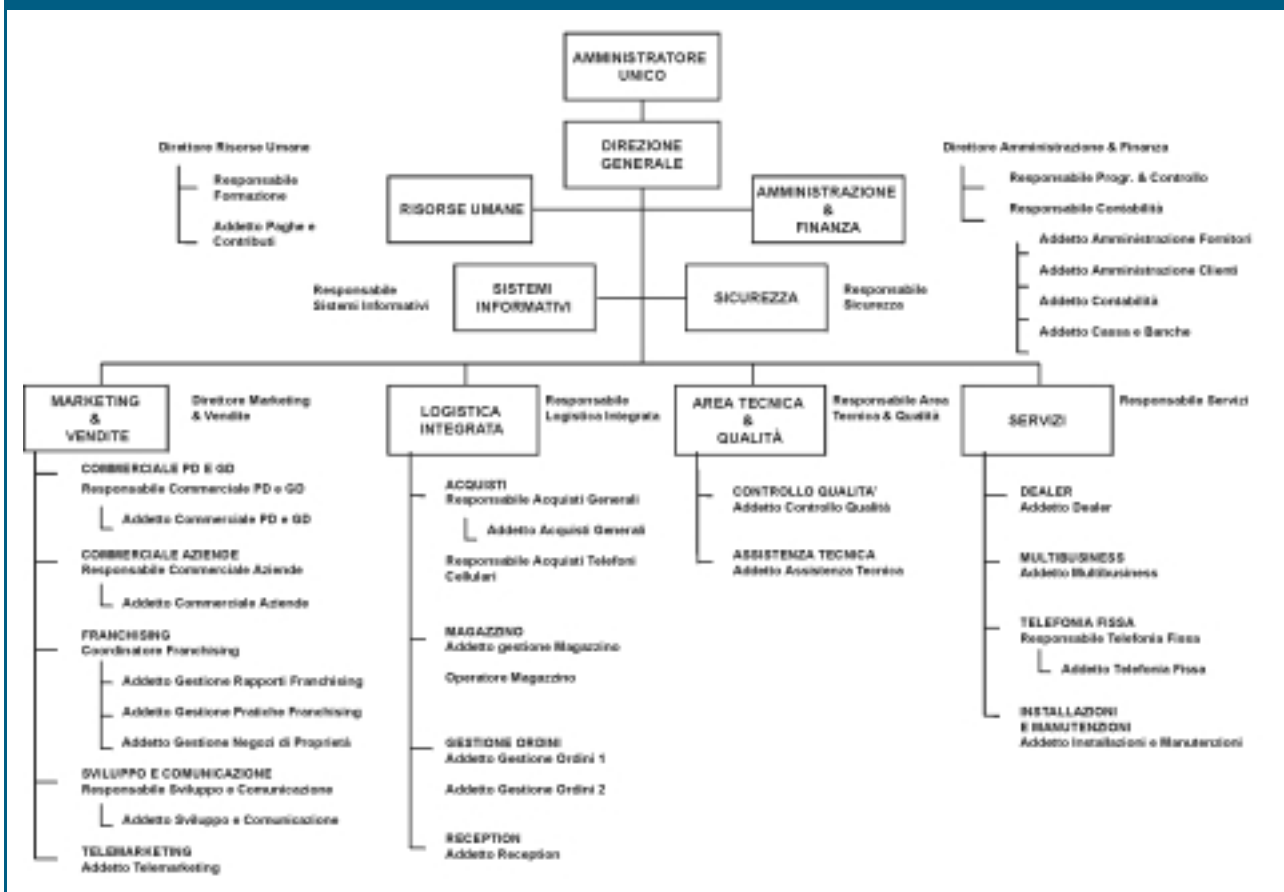 AMMINISTRATORE
UNICO
DIREZIONE
GENERALE
Direttore Risorse Umane
Responsabile
Formazione
Addetto Paghe e
Contributi
RISORSE UMANE
AMMINISTRAZIONE
&
FINANZA
Direttore Amministrazione & Finanza
Responsabile Progr. & Controllo
Responsabile Contabilità
Addetto Amministrazione Fornitori
Addetto Amministrazione Clienti
Addetto Contabilità
Addetto Cassa e Banche
Responsabile
Sistemi Informativi
SISTEMI
INFORMATIVI
SICUREZZA
Responsabile
Sicurezza
MARKETING
&
VENDITE
Direttore Marketing
& Vendite
COMMERCIALE PD E GD
Responsabile Commerciale PD e GD
Addetto Commerciale PD e GD
COMMERCIALE AZIENDE
Responsabile Commerciale Aziende
Addetto Commerciale Aziende
FRANCHISING
Coordinatore Franchising
Addetto Gestione Rapporti Franchising
Addetto Gestione Pratiche Franchising
Addetto Gestione Negozi di Proprietà
SVILUPPO E COMUNICAZIONE
Responsabile Sviluppo e Comunicazione
Addetto Sviluppo e Comunicazione
TELEMARKETING
Addetto Telemarketing
LOGISTICA
INTEGRATA
Responsabile
Logistica Integrata
ACQUISTI
Responsabile Acquisti Generali
Addetto Acquisti Generali
Responsabile Acquisti Telefoni
Cellulari
MAGAZZINO
Addetto gestione Magazzino
Operatore Magazzino
GESTIONE ORDINI
Addetto Gestione Ordini 1
Addetto Gestione Ordini 2
RECEPTION
Addetto Reception
AREA TECNICA
&
QUALITÀ
Responsabile Area
Tecnica & Qualità
CONTROLLO QUALITA'
Addetto Controllo Qualità
ASSISTENZA TECNICA
Addetto Assistenza Tecnica
SERVIZI
Responsabile Servizi
DEALER
Addetto Dealer
MULTIBUSINESS
Addetto Multibusiness
TELEFONIA FISSA
Responsabile Telefonia Fissa
Addetto Telefonia Fissa
INSTALLAZIONI
E MANUTENZIONI
Addetto Installazioni e Manutenzioni